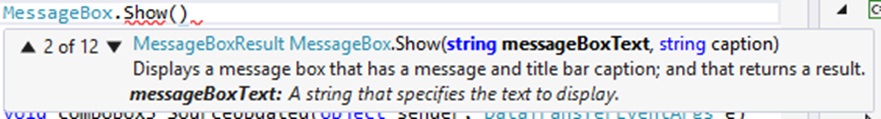 MessageBox.Show()
▲ 2 of 12 ▼ MessageBoxResult MessageBox.Show(string messageBoxText, string caption)
Displays a message box that has a message and title bar caption; and that returns a result.
messageBoxText: A string that specifies the text to display.